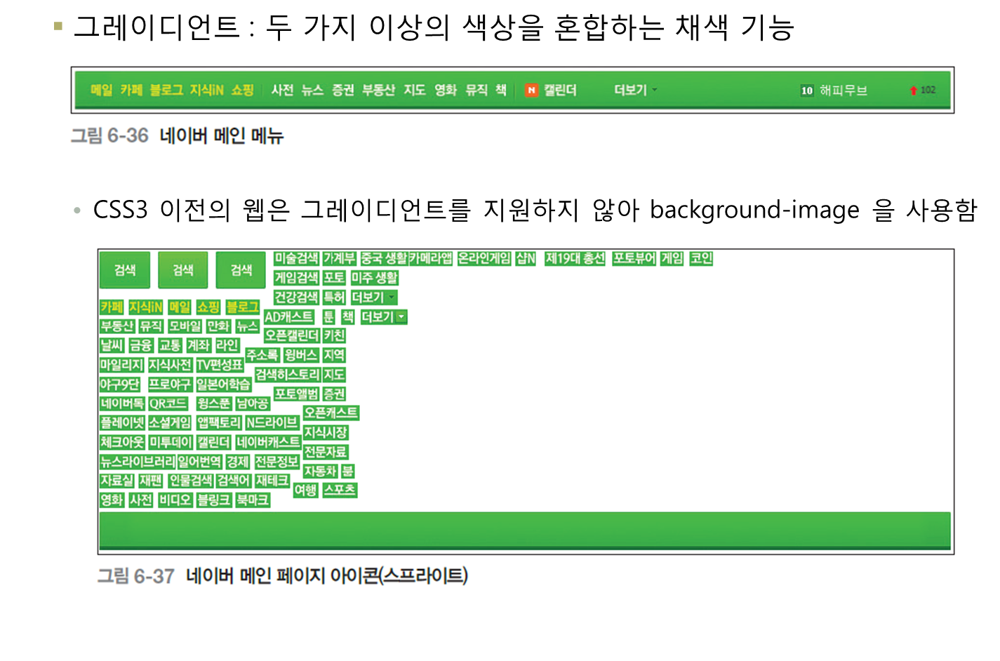 그레이디언트 : 두 가지 이상의 색상을 혼합하는 채색 기능
메일 카페 블로그 지식iN 쇼핑 사전 뉴스 증권 부동산 지도 영화 뮤직 책 N 캘린더 더보기 10 해피무브 102
그림 6-36 네이버 메인 메뉴
CSS3 이전의 웹은 그레이디언트를 지원하지 않아 background-image 을 사용함
검색 검색 검색
미술검색 가계부 중국 생활 카메라앱 온라인게임 샵N 제19대 총선 포토뷰어 게임 코인
게임검색 포토 미주 생활
건강검색 특허 더보기
카페 지식iN 메일 쇼핑 블로그
AD캐스트 툰 책 더보기
부동산 뮤직 모바일 만화 뉴스
오픈캘린더 키친
날씨 금융 교통 계좌 라인
주소록 윙버스 지역
마일리지 지식사전 TV편성표
검색히스토리 지도
야구9단 프로야구 일본어학습
포토앨범 증권
네이버톡 QR코드 윙스푼 남아공
오픈캐스트
플레이넷 소셜게임 앱팩토리 N드라이브
지식시장
체크아웃 미투데이 캘린더 네이버캐스트
전문자료
뉴스라이브러리 일어번역 경제 전문정보
자동차 붐
자료실 재팬 인물검색 검색어 재테크
여행 스포츠
영화 사전 비디오 블링크 북마크
그림 6-37 네이버 메인 페이지 아이콘(스프라이트)